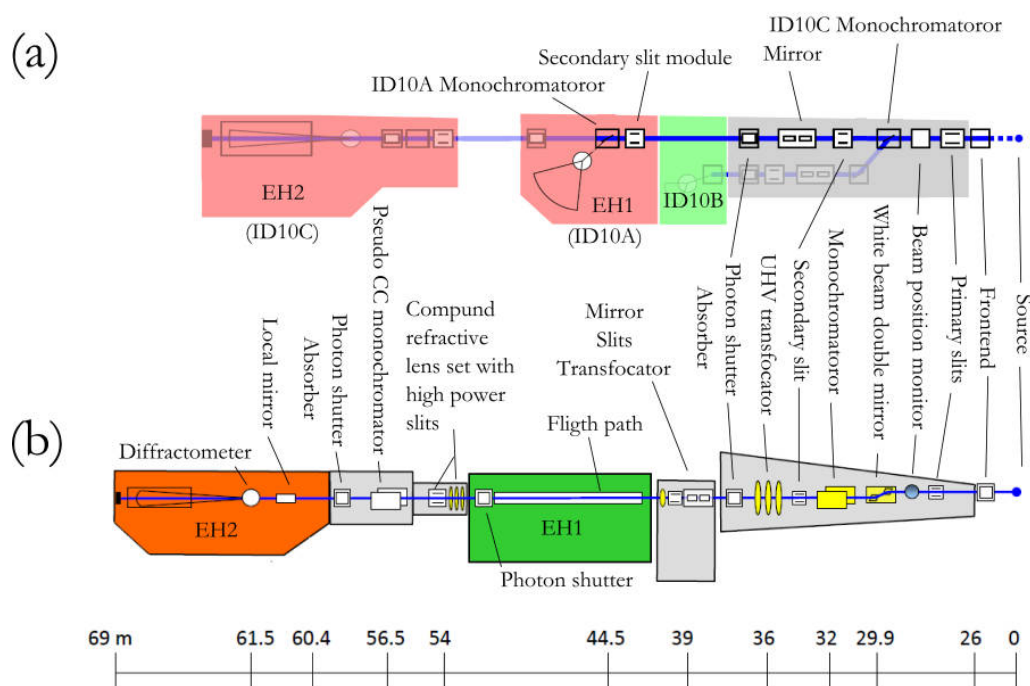 (a)
ID10C Monochromatoror
Mirror
Secondary slit module
ID10A Monochromatoror
EH2
(ID10C)
EH1
(ID10A)
ID10B
Pseudo CC monochromator
Photon shutter
Absorber
Local mirror
Compund
refractive
lens set with
high power
slits
Mirror
Slits
Transfocator
Absorber
Photon shutter
UHV transfocator
Secondary slit
Monochromatoror
White beam double mirror
Beam position monitor
Primary slits
Frontend
Source
(b)
Diffractometer
Fligth path
EH2
EH1
Photon shutter
69 m
61.5
60.4
56.5
54
44.5
39
36
32
29.9
26
0